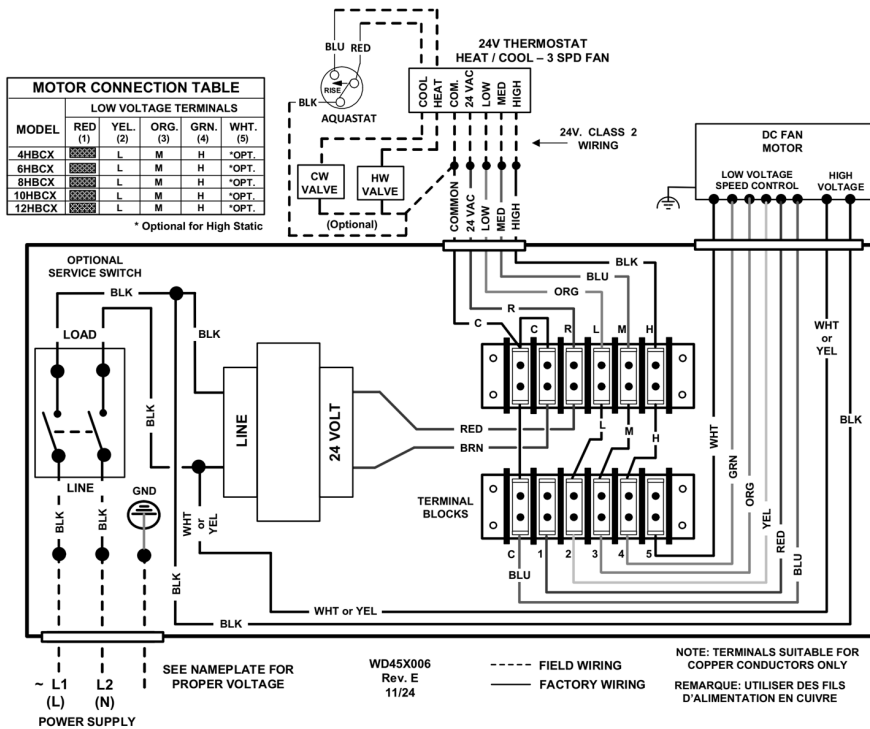 BLU RED
RISE
BLK
AQUASTAT
24V THERMOSTAT
HEAT / COOL – 3 SPD FAN
COOL
HEAT
COM.
24 VAC
LOW
MED
HIGH
24V. CLASS 2
WIRING
CW
VALVE
HW
VALVE
(Optional)
COMMON
24 VAC
LOW
MED
HIGH
MOTOR CONNECTION TABLE
LOW VOLTAGE TERMINALS
MODEL RED (1) YEL. (2) ORG. (3) GRN. (4) WHT. (5)
4HBCX L M H *OPT.
6HBCX L M H *OPT.
8HBCX L M H *OPT.
10HBCX L M H *OPT.
12HBCX L M H *OPT.
* Optional for High Static
DC FAN
MOTOR
LOW VOLTAGE
SPEED CONTROL
HIGH
VOLTAGE
OPTIONAL
SERVICE SWITCH
BLK
LOAD
BLK
BLK
LINE
BLK
BLK
GND
LINE
24 VOLT
RED
BRN
WHT
or
YEL
BLK
BLK
BLU
ORG
R
C
C R L M H
L
M
H
TERMINAL
BLOCKS
C 1 2 3 4 5
BLU
WHT
GRN
ORG
YEL
RED
BLU
WHT
or
YEL
BLK
WHT or YEL
BLK
~ L1
(L)
L2
(N)
POWER SUPPLY
SEE NAMEPLATE FOR
PROPER VOLTAGE
WD45X006
Rev. E
11/24
FIELD WIRING
FACTORY WIRING
NOTE: TERMINALS SUITABLE FOR
COPPER CONDUCTORS ONLY
REMARQUE: UTILISER DES FILS
D'ALIMENTATION EN CUIVRE